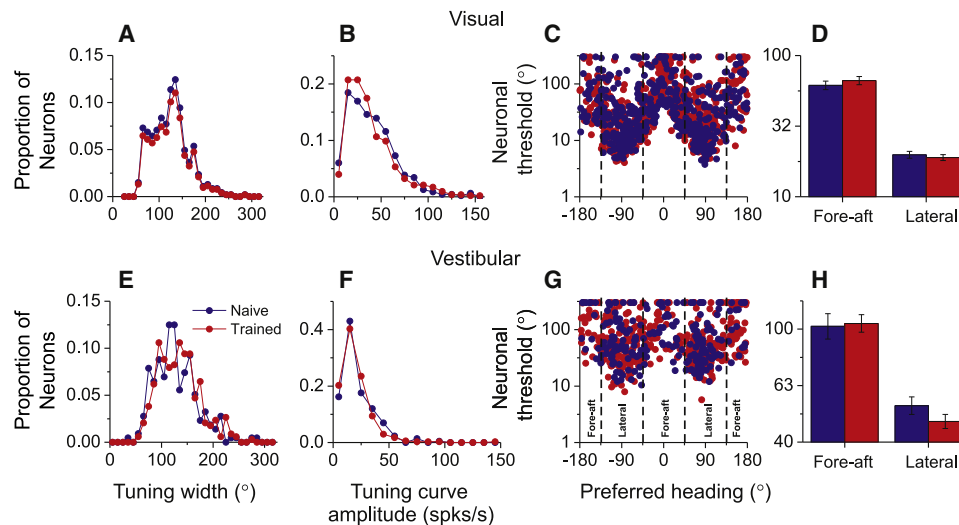 Visual
A
B
C
D
Proportion of
Neurons
0.15
0.10
0.05
0.00
0
100
200
300
0.2
0.1
0.0
0
50
100
150
Neuronal
threshold (°)
100
10
1
-180
-90
0
90
180
100
32
10
Fore-aft
Lateral
Vestibular
E
F
G
H
Proportion of
Neurons
0.15
0.10
0.05
0.00
Naive
Trained
0
100
200
300
Tuning width (°)
0.4
0.2
0.0
0
50
100
150
Tuning curve
amplitude (spks/s)
Neuronal
threshold (°)
100
10
1
Fore-aft
Lateral
Fore-aft
Lateral
Fore-aft
-180
-90
0
90
180
Preferred heading (°)
100
63
40
Fore-aft
Lateral